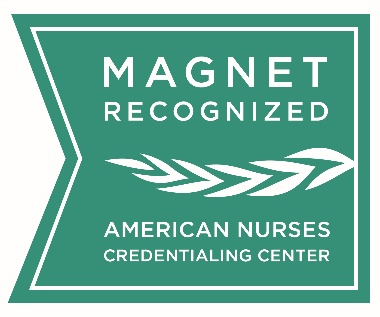 MAGNET
RECOGNIZED
AMERICAN NURSES
CREDENTIALING CENTER